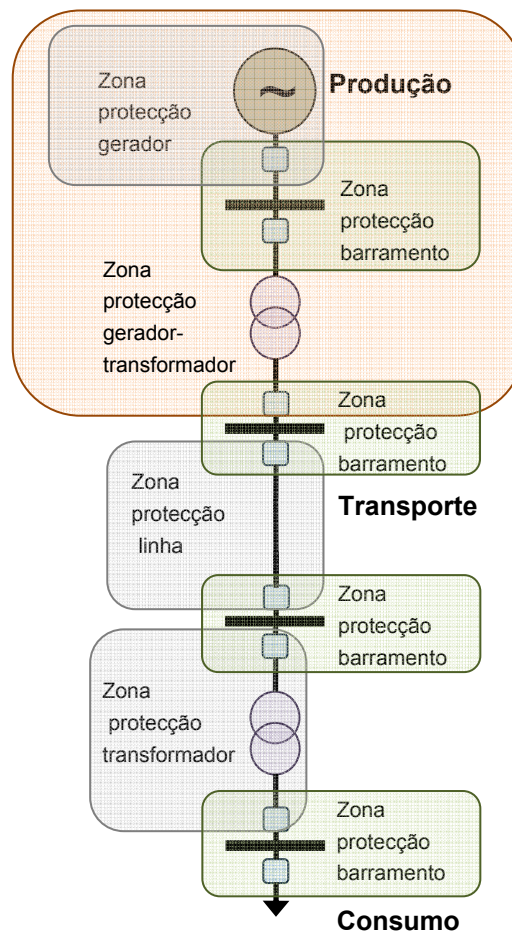 Zona
protecção
gerador
~
Produção
Zona
protecção
barramento
Zona
protecção
gerador-
transformador
Zona
protecção
barramento
Zona
protecção
linha
Transporte
Zona
protecção
barramento
Zona
protecção
transformador
Zona
protecção
barramento
Consumo